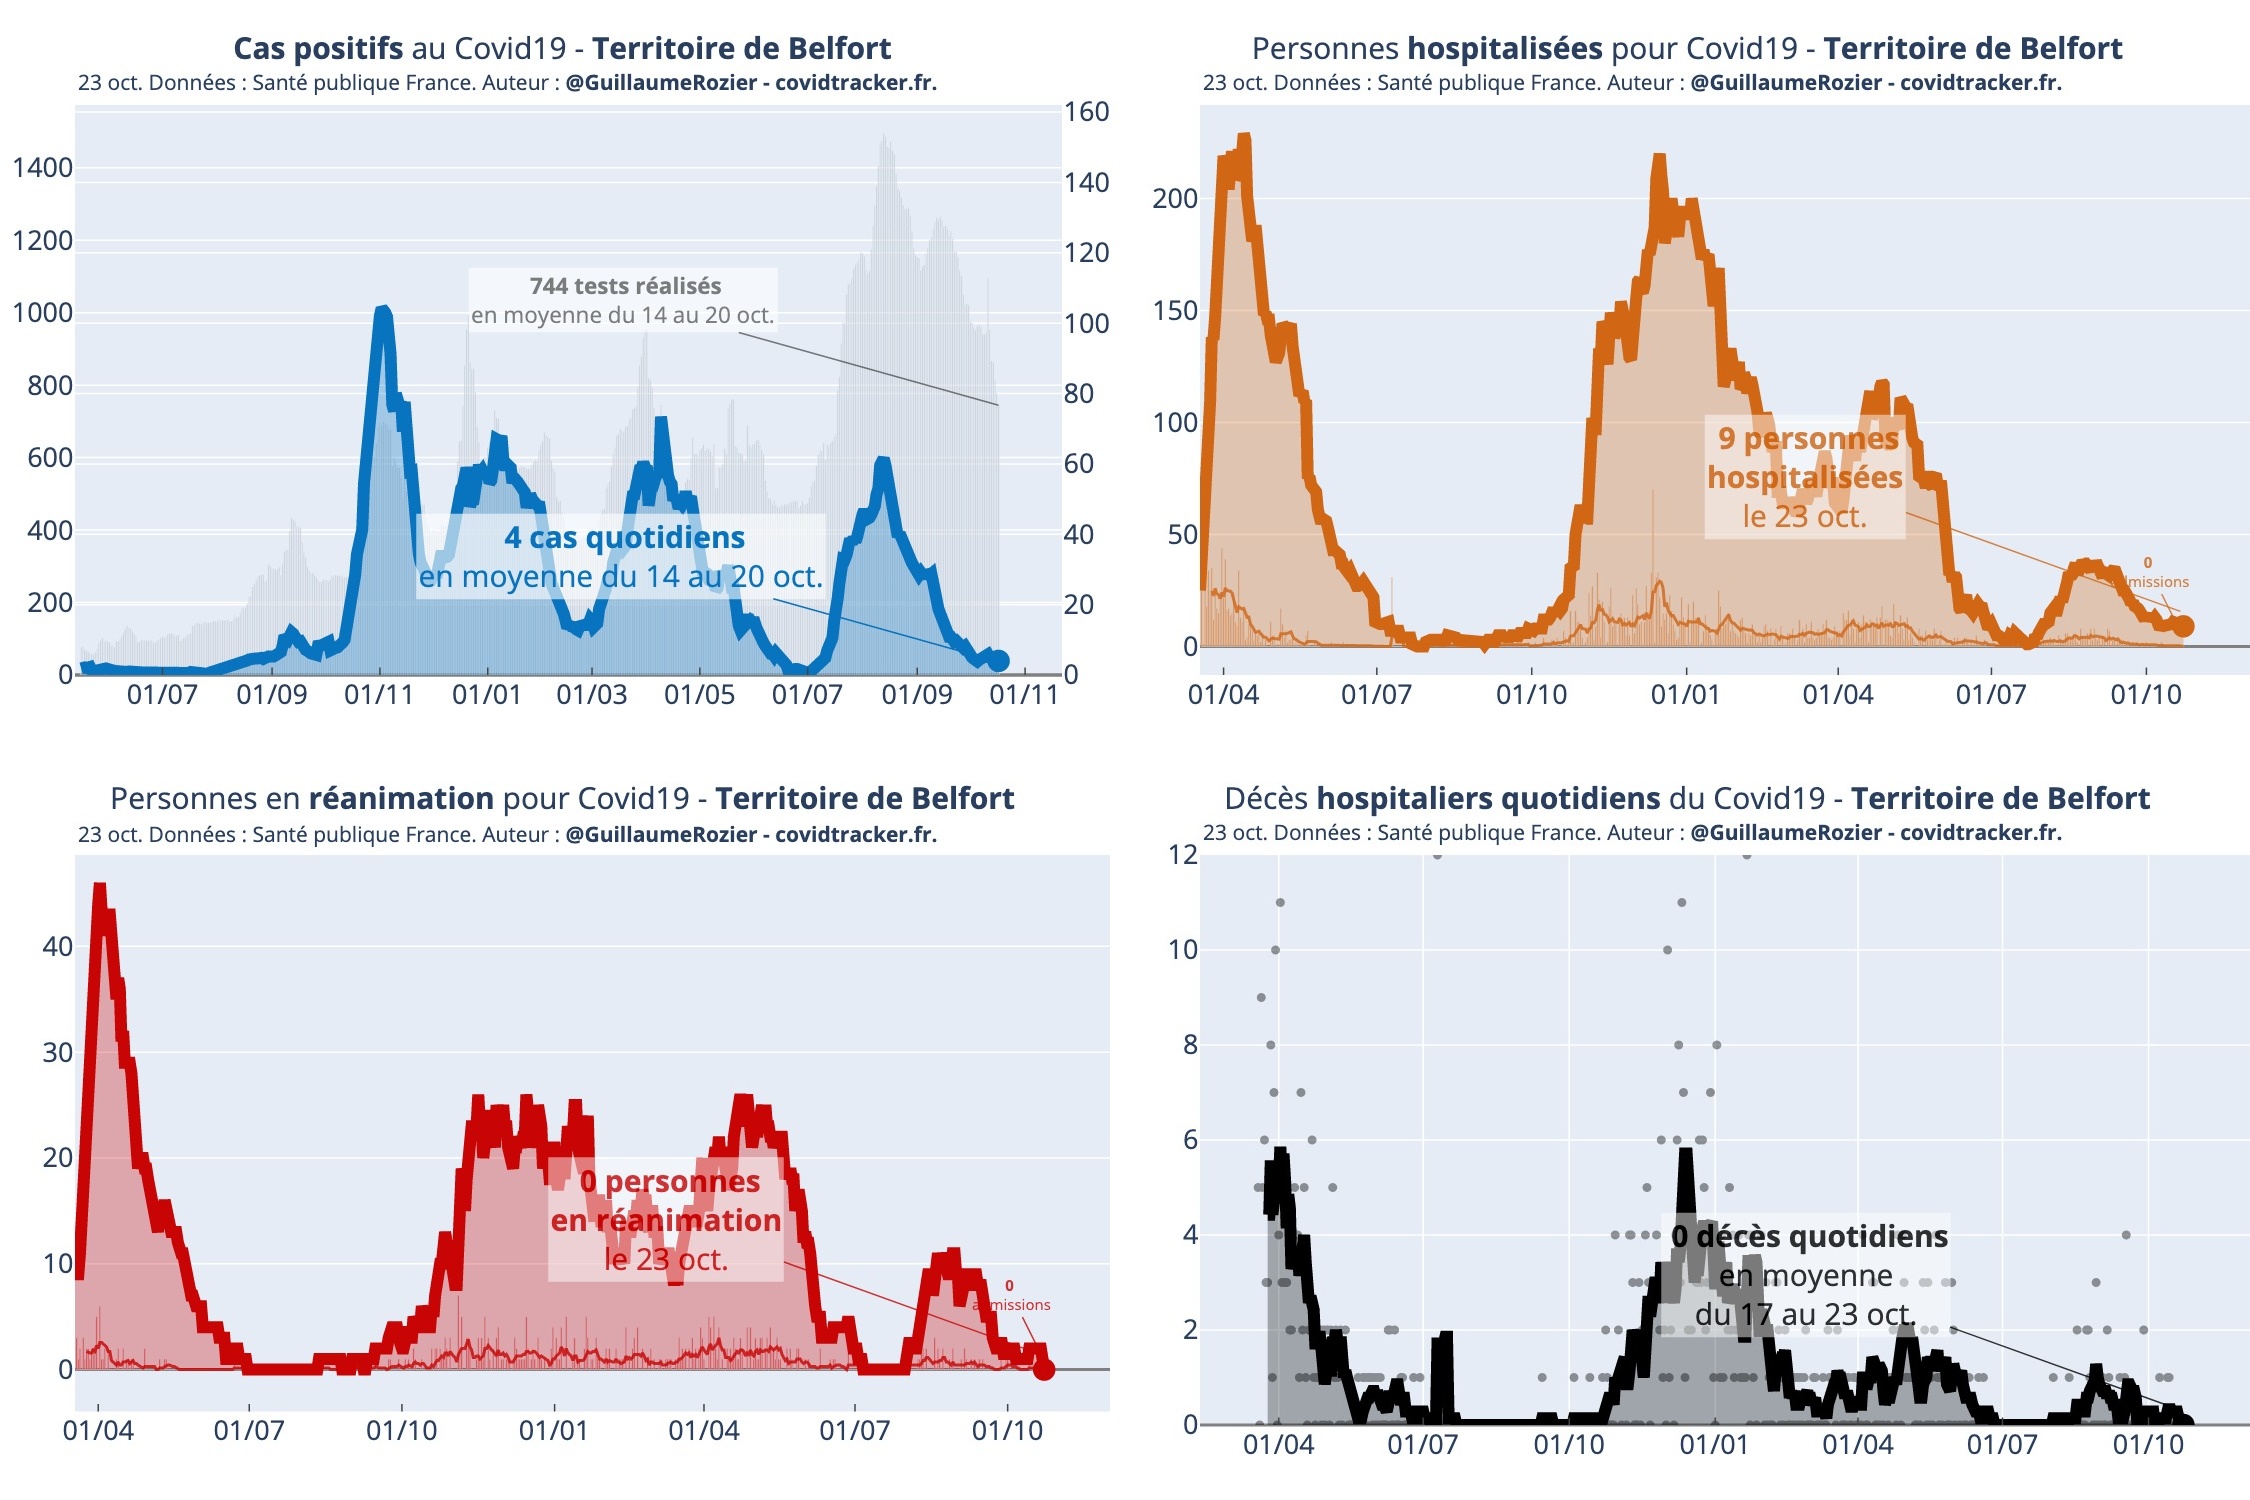 Cas positifs au Covid19 - Territoire de Belfort
23 oct. Données : Santé publique France. Auteur : @GuillaumeRozier - covidtracker.fr.
160
1400
140
1200
120
744 tests réalisés
en moyenne du 14 au 20 oct.
1000
100
800
80
600
60
4 cas quotidiens
400
40
en moyenne du 14 au 20 oct.
200
20
0
0
01/07 01/09 01/11 01/01 01/03 01/05 01/07 01/09 01/11
Personnes hospitalisées pour Covid19 - Territoire de Belfort
23 oct. Données : Santé publique France. Auteur : @GuillaumeRozier - covidtracker.fr.
200
150
100
9 personnes
hospitalisées
le 23 oct.
50
0
admissions
0
01/04 01/07 01/10 01/01 01/04 01/07 01/10
Personnes en réanimation pour Covid19 - Territoire de Belfort
23 oct. Données : Santé publique France. Auteur : @GuillaumeRozier - covidtracker.fr.
40
30
20
0 personnes
en réanimation
le 23 oct.
10
0
admissions
0
01/04 01/07 01/10 01/01 01/04 01/07 01/10
Décès hospitaliers quotidiens du Covid19 - Territoire de Belfort
23 oct. Données : Santé publique France. Auteur : @GuillaumeRozier - covidtracker.fr.
12
10
8
6
4
0 décès quotidiens
en moyenne
du 17 au 23 oct.
2
0
01/04 01/07 01/10 01/01 01/04 01/07 01/10